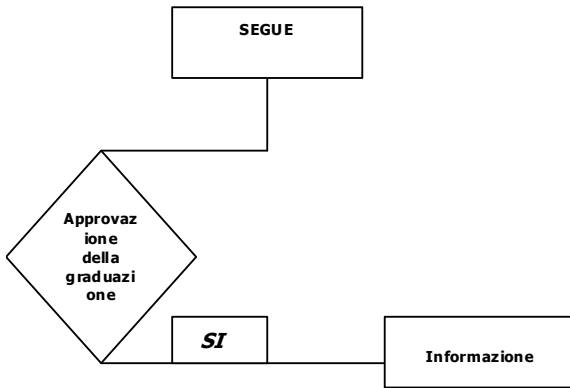 SEGUE
Approvaz
ione
della
graduazi
one
SI
Informazione